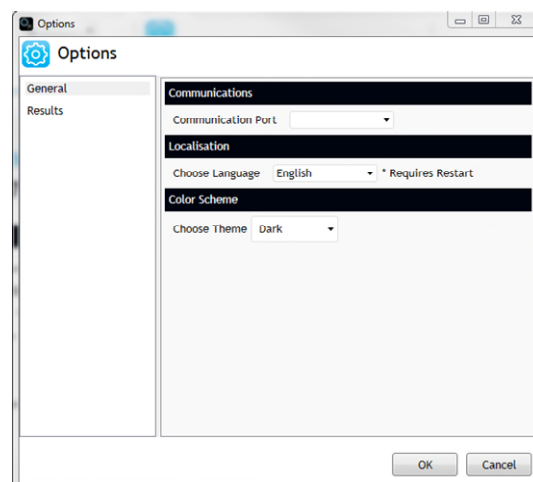 Options
Options
General
Results
Communications
Communication Port
Localisation
Choose Language English * Requires Restart
Color Scheme
Choose Theme Dark
OK Cancel